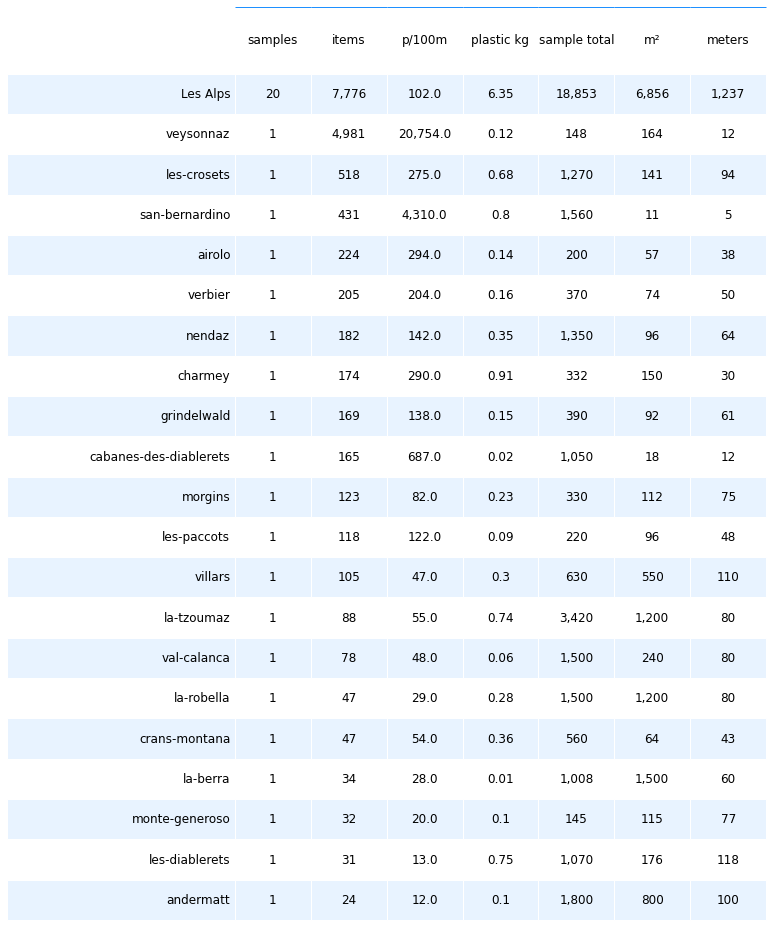 samples items p/100m plastic kg sample total m² meters
Les Alps 20 7,776 102.0 6.35 18,853 6,856 1,237
veysonnaz 1 4,981 20,754.0 0.12 148 164 12
les-crosets 1 518 275.0 0.68 1,270 141 94
san-bernardino 1 431 4,310.0 0.8 1,560 11 5
airolo 1 224 294.0 0.14 200 57 38
verbier 1 205 204.0 0.16 370 74 50
nendaz 1 182 142.0 0.35 1,350 96 64
charmey 1 174 290.0 0.91 332 150 30
grindelwald 1 169 138.0 0.15 390 92 61
cabanes-des-diablerets 1 165 687.0 0.02 1,050 18 12
morgins 1 123 82.0 0.23 330 112 75
les-paccots 1 118 122.0 0.09 220 96 48
villars 1 105 47.0 0.3 630 550 110
la-tzoumaz 1 88 55.0 0.74 3,420 1,200 80
val-calanca 1 78 48.0 0.06 1,500 240 80
la-robella 1 47 29.0 0.28 1,500 1,200 80
crans-montana 1 47 54.0 0.36 560 64 43
la-berra 1 34 28.0 0.01 1,008 1,500 60
monte-generoso 1 32 20.0 0.1 145 115 77
les-diablerets 1 31 13.0 0.75 1,070 176 118
andermatt 1 24 12.0 0.1 1,800 800 100